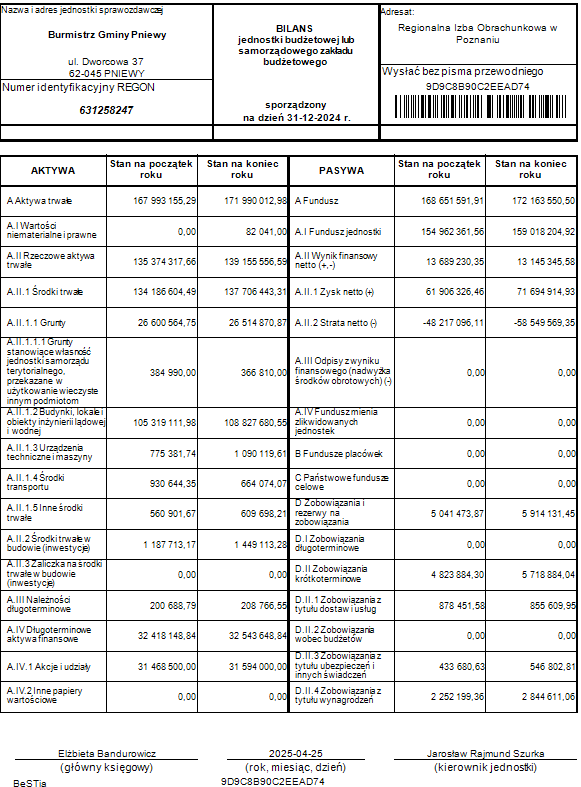 Nazwa i adres jednostki sprawozdawczej
Burmistrz Gminy Pniewy
ul. Dworcowa 37
62-045 PNIEWY
Numer identyfikacyjny REGON
631258247
BILANS
jednostki budżetowej lub
samorządowego zakładu
budżetowego
sporządzony
na dzień 31-12-2024 r.
Adresat:
Regionalna Izba Obrachunkowa w
Poznaniu
Wysłać bez pisma przewodniego
9D9C8B90C2EEAD74
AKTYWA Stan na początek roku Stan na koniec roku PASYWA Stan na początek roku Stan na koniec roku
A Aktywa trwałe 167 993 155,29 171 990 012,98 A Fundusz 168 651 591,91 172 163 550,50
A.I Wartości niematerialne i prawne 0,00 82 041,00 A.I Fundusz jednostki 154 962 361,56 159 018 204,92
A.II Rzeczowe aktywa trwałe 135 374 317,66 139 155 556,59 A.II Wynik finansowy netto (+,-) 13 689 230,35 13 145 345,58
A.II.1 Środki trwałe 134 186 604,49 137 706 443,31 A.II.1 Zysk netto (+) 61 906 326,46 71 694 914,93
A.II.1.1 Grunty 26 600 564,75 26 514 870,87 A.II.2 Strata netto (-) -48 217 096,11 -58 549 569,35
A.II.1.1.1 Grunty stanowiące własność jednostki samorządu terytorialnego, przekazane w użytkowanie wieczyste innym podmiotom 384 990,00 366 810,00 A.III Odpisy z wyniku finansowego (nadwyżka środków obrotowych) (-) 0,00 0,00
A.II.1.2 Budynki, lokale i obiekty inżynierii lądowej i wodnej 105 319 111,98 108 827 680,55 A.IV Fundusz mienia zlikwidowanych jednostek 0,00 0,00
A.II.1.3 Urządzenia techniczne i maszyny 775 381,74 1 090 119,61 B Fundusze placówek 0,00 0,00
A.II.1.4 Środki transportu 930 644,35 664 074,07 C Państwowe fundusze celowe 0,00 0,00
A.II.1.5 Inne środki trwałe 560 901,67 609 698,21 D Zobowiązania i rezerwy na zobowiązania 5 041 473,87 5 914 131,45
A.II.2 Środki trwałe w budowie (inwestycje) 1 187 713,17 1 449 113,28 D.I Zobowiązania długoterminowe 0,00 0,00
A.II.3 Zaliczka na środki trwałe w budowie (inwestycje) 0,00 0,00 D.II Zobowiązania krótkoterminowe 4 823 884,30 5 718 884,04
A.III Należności długoterminowe 200 688,79 208 766,55 D.II.1 Zobowiązania z tytułu dostaw i usług 878 451,58 855 609,95
A.IV Długoterminowe aktywa finansowe 32 418 148,84 32 543 648,84 D.II.2 Zobowiązania wobec budżetów 0,00 0,00
A.IV.1 Akcje i udziały 31 468 500,00 31 594 000,00 D.II.3 Zobowiązania z tytułu ubezpieczeń i innych świadczeń 433 680,63 546 802,81
A.IV.2 Inne papiery wartościowe 0,00 0,00 D.II.4 Zobowiązania z tytułu wynagrodzeń 2 252 199,36 2 844 611,06
Elżbieta Bandurowicz 2025-04-25 Jarosław Rajmund Szurka
(główny księgowy) (rok, miesiąc, dzień) (kierownik jednostki)
BeSTia 9D9C8B90C2EEAD74